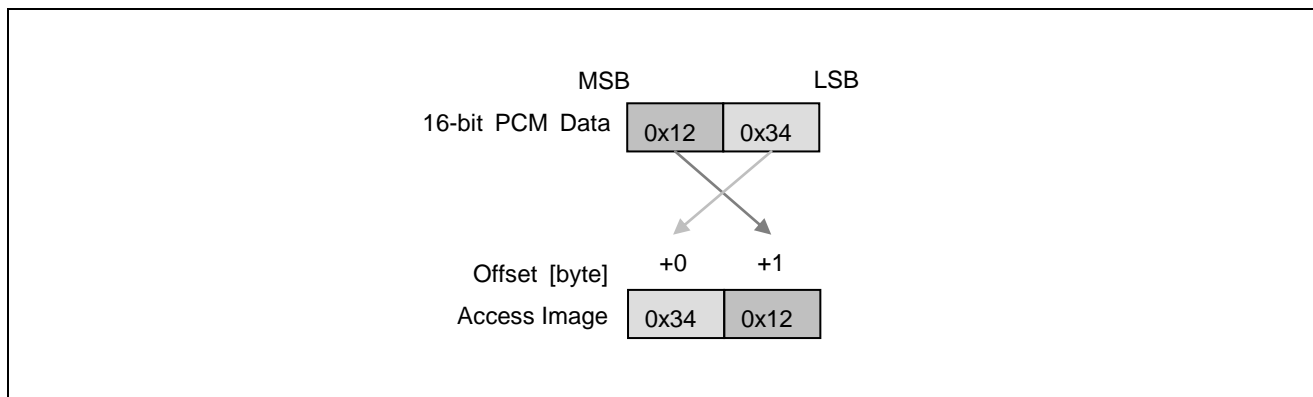 MSB LSB
16-bit PCM Data 0x12 0x34
+0 +1
Offset [byte]
Access Image 0x34 0x12